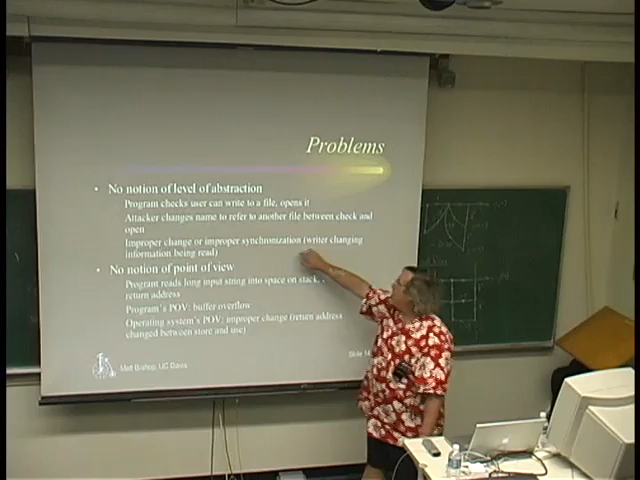 Problems
• No notion of level of abstraction
Program checks user can write to a file, opens it
Attacker changes name to refer to another file between check and
open
Improper change or improper synchronization (writer changing
information being read)
• No notion of point of view
Program reads long input string into space on stack,
return address
Program's POV: buffer overflow
Operating system's POV: improper change (return address
changed between store and use)
Matt Bishop, UC Davis
Slide